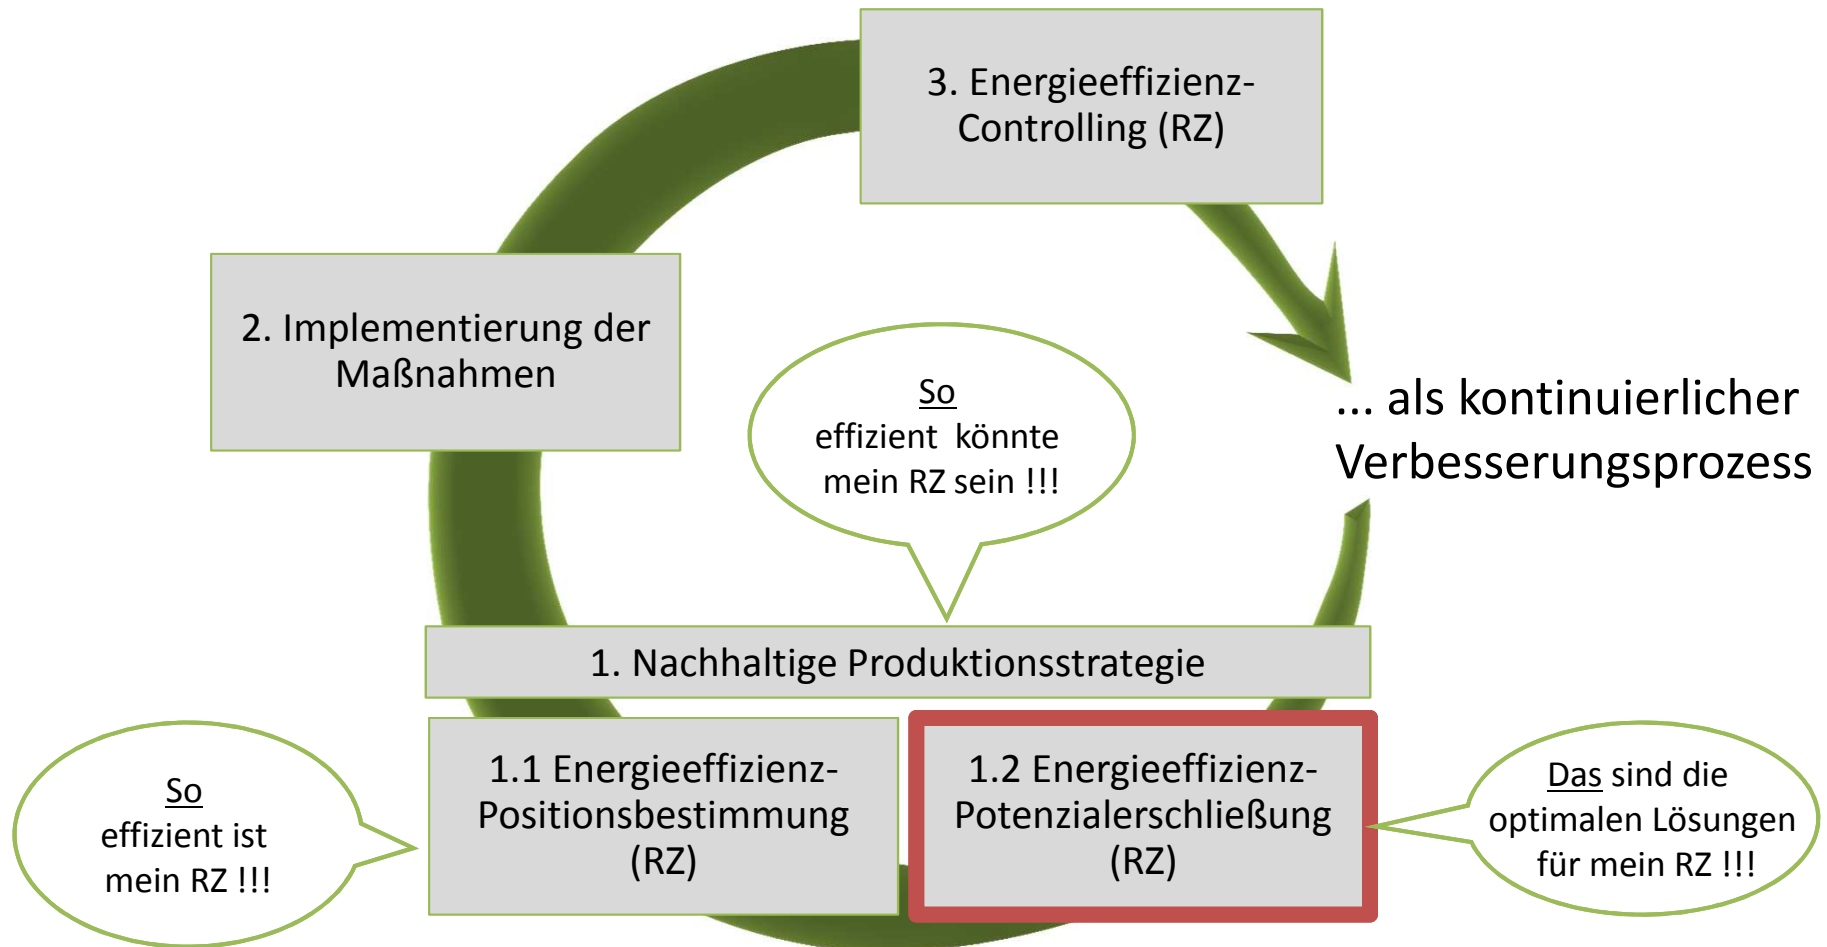 3. Energieeffizienz-
Controlling (RZ)
2. Implementierung der
Maßnahmen
So
effizient könnte
mein RZ sein !!!
... als kontinuierlicher
Verbesserungsprozess
1. Nachhaltige Produktionsstrategie
1.1 Energieeffizienz-
Positionsbestimmung
(RZ)
1.2 Energieeffizienz-
Potenzialerschließung
(RZ)
So
effizient ist
mein RZ !!!
Das sind die
optimalen Lösungen
für mein RZ !!!